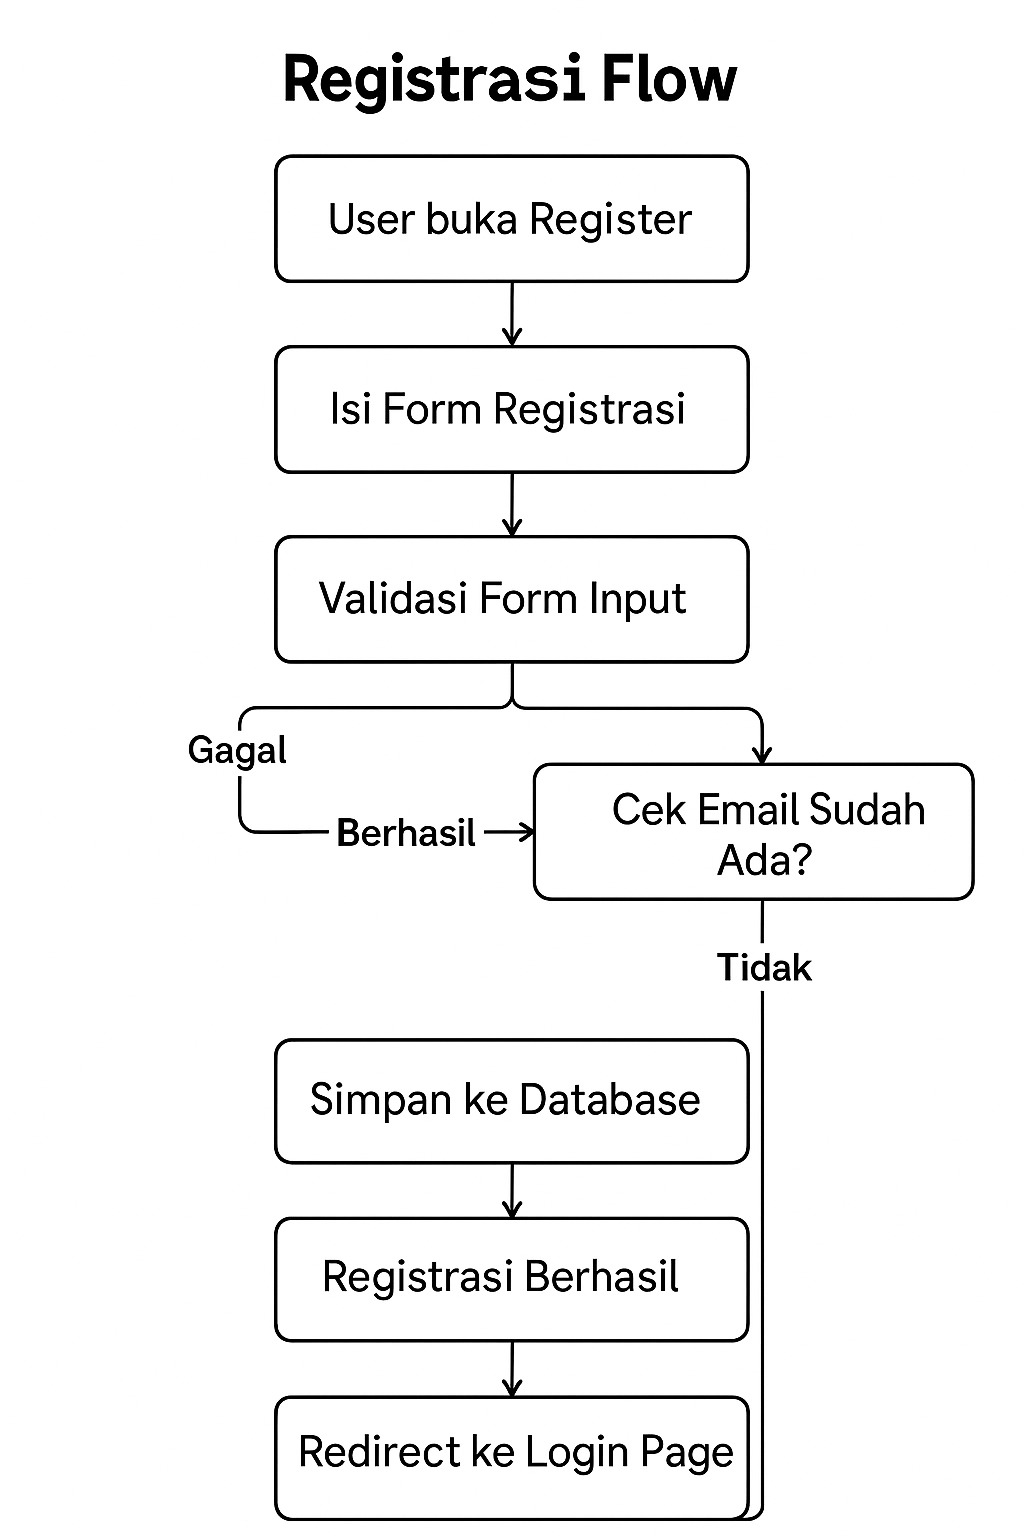 Registrasi Flow
User buka Register
Isi Form Registrasi
Validasi Form Input
Gagal
Berhasil
Cek Email Sudah
Ada?
Tidak
Simpan ke Database
Registrasi Berhasil
Redirect ke Login Page